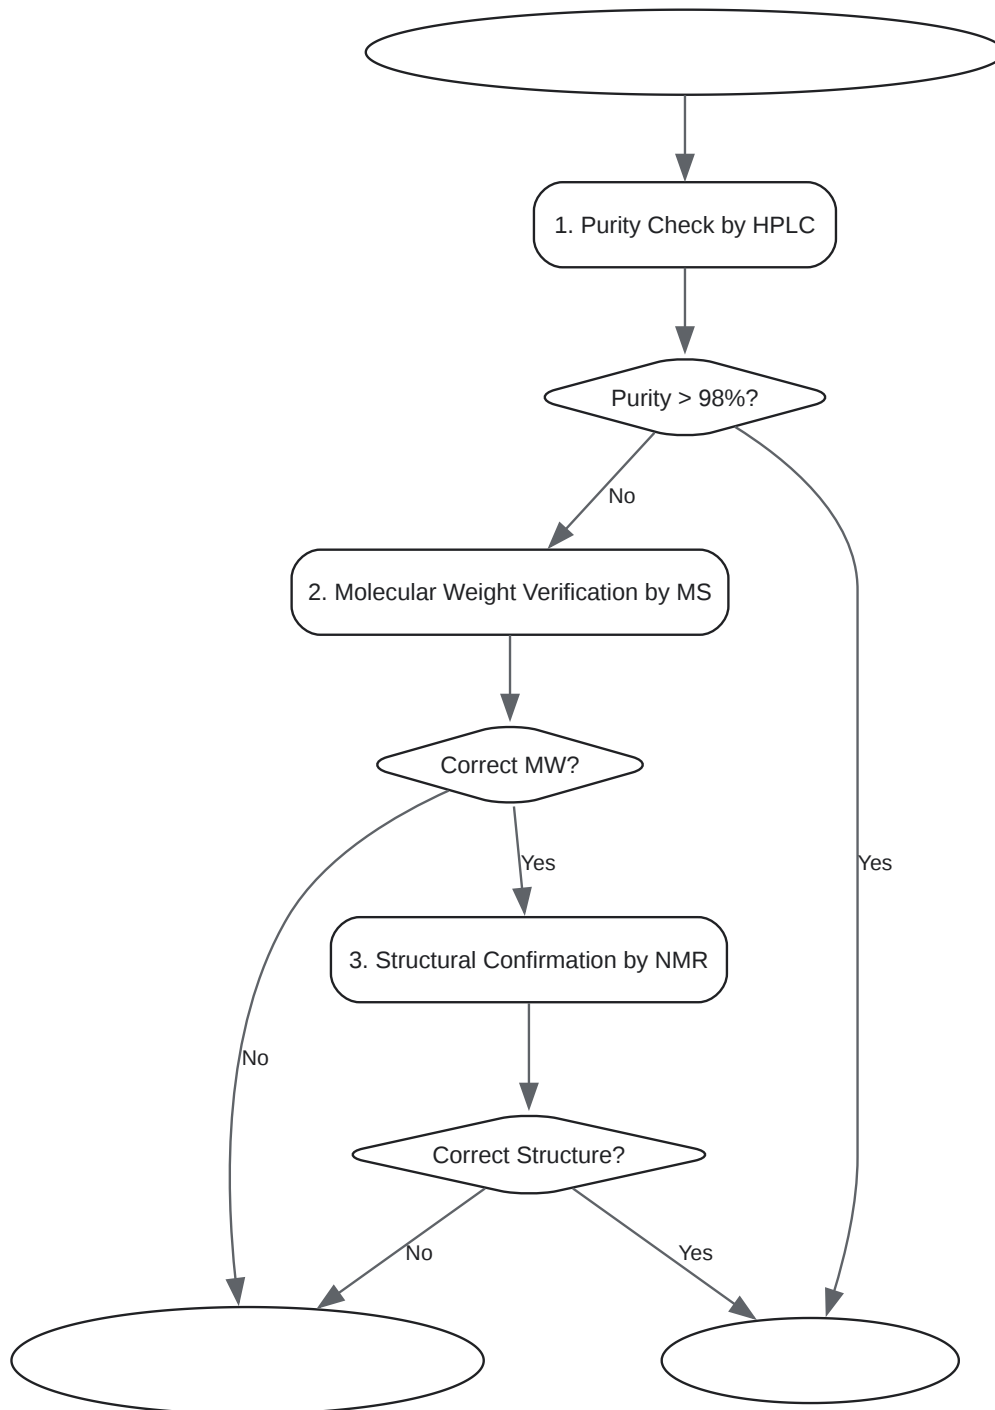 1. Purity Check by HPLC
Purity > 98%?
No
2. Molecular Weight Verification by MS
Correct MW?
Yes
Yes
3. Structural Confirmation by NMR
No
Correct Structure?
No
Yes